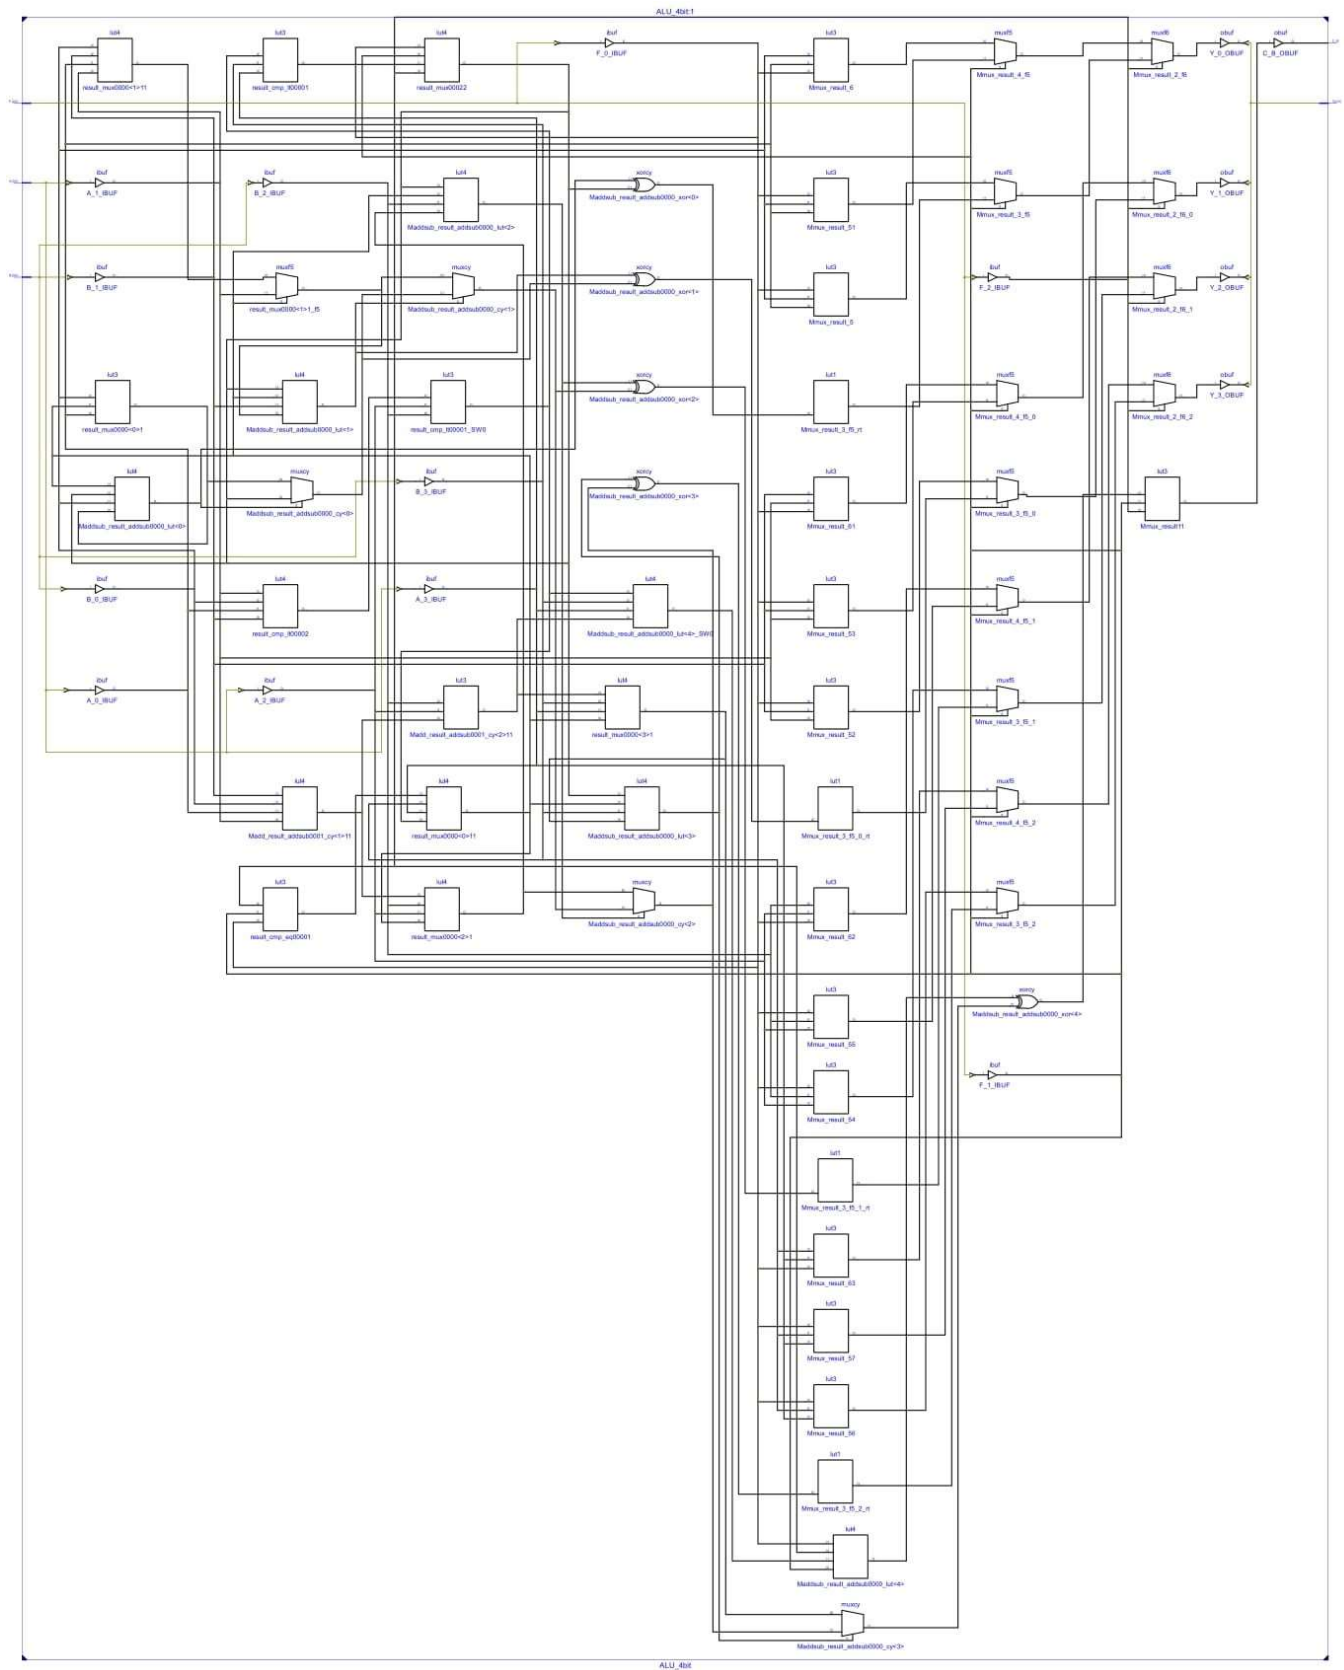 ALU_4bit:1
lut4
result_mux0000<1>11
lut3
result_cmp_lt00001
lut4
result_mux00022
ibuf
F_0_IBUF
lut3
Mmux_result_6
muxf5
Mmux_result_4_f5
muxf6
Mmux_result_2_f6
obuf
Y_0_OBUF
obuf
C_B_OBUF
ibuf
A_1_IBUF
ibuf
B_2_IBUF
lut4
Maddsub_result_addsub0000_lut<2>
xorcy
Maddsub_result_addsub0000_xor<0>
lut3
Mmux_result_51
muxf5
Mmux_result_3_f5
muxf6
Mmux_result_2_f6_0
obuf
Y_1_OBUF
ibuf
B_1_IBUF
muxf5
result_mux0000<1>1_f5
muxcy
Maddsub_result_addsub0000_cy<1>
xorcy
Maddsub_result_addsub0000_xor<1>
lut3
Mmux_result_5
ibuf
F_2_IBUF
muxf6
Mmux_result_2_f6_1
obuf
Y_2_OBUF
lut3
result_mux0000<0>1
lut4
Maddsub_result_addsub0000_lut<1>
lut3
result_cmp_lt00001_SW0
xorcy
Maddsub_result_addsub0000_xor<2>
lut1
Mmux_result_3_f5_rt
muxf5
Mmux_result_4_f5_0
muxf6
Mmux_result_2_f6_2
obuf
Y_3_OBUF
lut4
Maddsub_result_addsub0000_lut<0>
muxcy
Maddsub_result_addsub0000_cy<0>
ibuf
B_3_IBUF
xorcy
Maddsub_result_addsub0000_xor<3>
lut3
Mmux_result_61
muxf5
Mmux_result_3_f5_0
lut3
Mmux_result11
ibuf
B_0_IBUF
lut4
result_cmp_lt00002
ibuf
A_3_IBUF
lut4
Maddsub_result_addsub0000_lut<4>_SW0
lut3
Mmux_result_53
muxf5
Mmux_result_4_f5_1
ibuf
A_0_IBUF
ibuf
A_2_IBUF
lut3
Madd_result_addsub0001_cy<2>11
lut4
result_mux0000<3>1
lut3
Mmux_result_52
muxf5
Mmux_result_3_f5_1
lut4
Madd_result_addsub0001_cy<1>11
lut4
result_mux0000<0>11
lut4
Maddsub_result_addsub0000_lut<3>
lut1
Mmux_result_3_f5_0_rt
muxf5
Mmux_result_4_f5_2
lut3
result_cmp_eq00001
lut4
result_mux0000<2>1
muxcy
Maddsub_result_addsub0000_cy<2>
lut3
Mmux_result_62
muxf5
Mmux_result_3_f5_2
lut3
Mmux_result_55
xorcy
Maddsub_result_addsub0000_xor<4>
lut3
Mmux_result_54
ibuf
F_1_IBUF
lut1
Mmux_result_3_f5_1_rt
lut3
Mmux_result_63
lut3
Mmux_result_57
lut3
Mmux_result_56
lut1
Mmux_result_3_f5_2_rt
lut4
Maddsub_result_addsub0000_lut<4>
muxcy
Maddsub_result_addsub0000_cy<3>
ALU_4bit